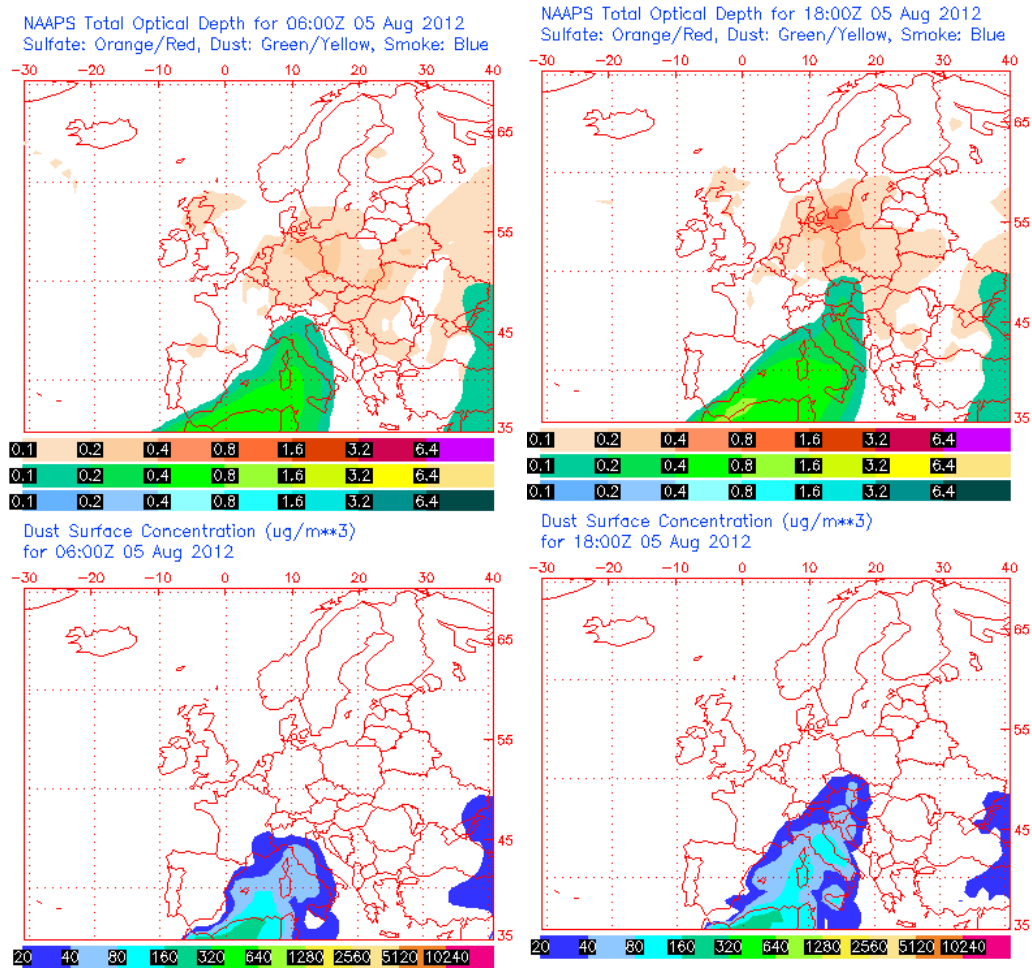 NAAPS Total Optical Depth for 06:00Z 05 Aug 2012
Sulfate: Orange/Red, Dust: Green/Yellow, Smoke: Blue
-30 -20 -10 0 10 20 30 40
65
55
45
35
0.1 0.2 0.4 0.8 1.6 3.2 6.4
0.1 0.2 0.4 0.8 1.6 3.2 6.4
0.1 0.2 0.4 0.8 1.6 3.2 6.4
NAAPS Total Optical Depth for 18:00Z 05 Aug 2012
Sulfate: Orange/Red, Dust: Green/Yellow, Smoke: Blue
-30 -20 -10 0 10 20 30 40
65
55
45
35
0.1 0.2 0.4 0.8 1.6 3.2 6.4
0.1 0.2 0.4 0.8 1.6 3.2 6.4
0.1 0.2 0.4 0.8 1.6 3.2 6.4
Dust Surface Concentration (ug/m**3)
for 06:00Z 05 Aug 2012
-30 -20 -10 0 10 20 30 40
65
55
45
35
20 40 80 160 320 640 1280 2560 5120 10240
Dust Surface Concentration (ug/m**3)
for 18:00Z 05 Aug 2012
-30 -20 -10 0 10 20 30 40
65
55
45
35
20 40 80 160 320 640 1280 2560 5120 10240